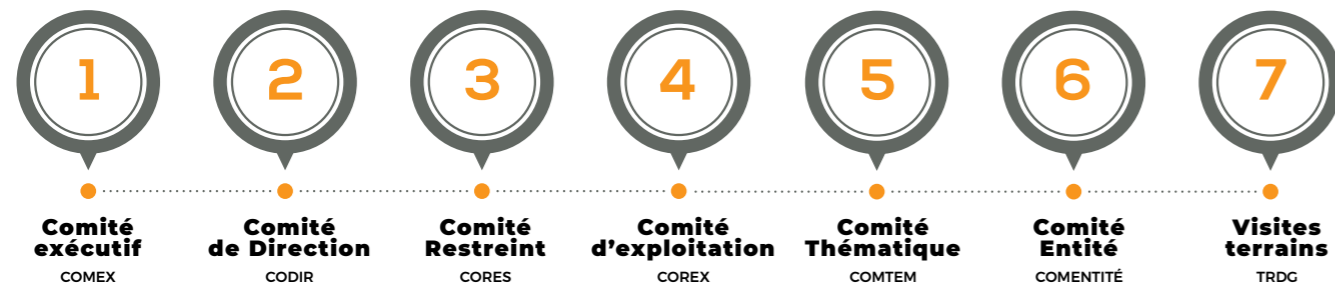 1
2
3
4
5
6
7
Comité
exécutif
COMEX
Comité
de Direction
CODIR
Comité
Restreint
CORES
Comité
d'exploitation
COREX
Comité
Thématique
COMTEM
Comité
Entité
COMENTITÉ
Visites
terrains
TRDG